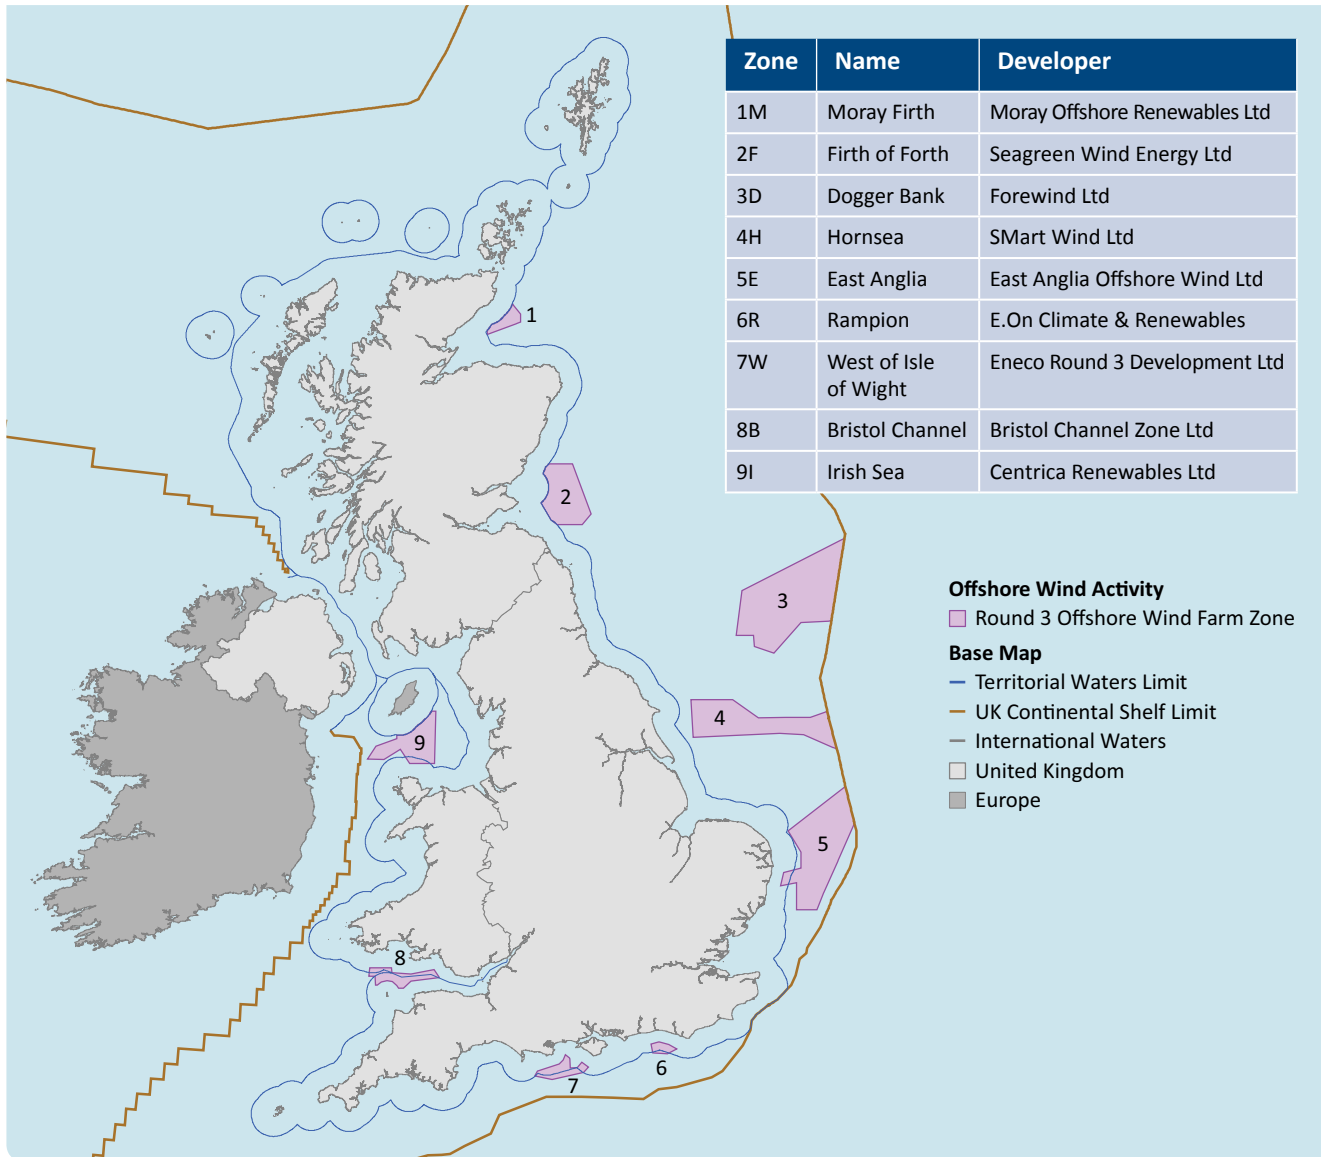 Zone Name Developer
1M Moray Firth Moray Offshore Renewables Ltd
2F Firth of Forth Seagreen Wind Energy Ltd
3D Dogger Bank Forewind Ltd
4H Hornsea SMart Wind Ltd
5E East Anglia East Anglia Offshore Wind Ltd
6R Rampion E.On Climate & Renewables
7W West of Isle Eneco Round 3 Development Ltd
of Wight
8B Bristol Channel Bristol Channel Zone Ltd
9I Irish Sea Centrica Renewables Ltd
1
2
3
4
9
5
8
6
7
Offshore Wind Activity
Round 3 Offshore Wind Farm Zone
Base Map
Territorial Waters Limit
UK Continental Shelf Limit
International Waters
United Kingdom
Europe